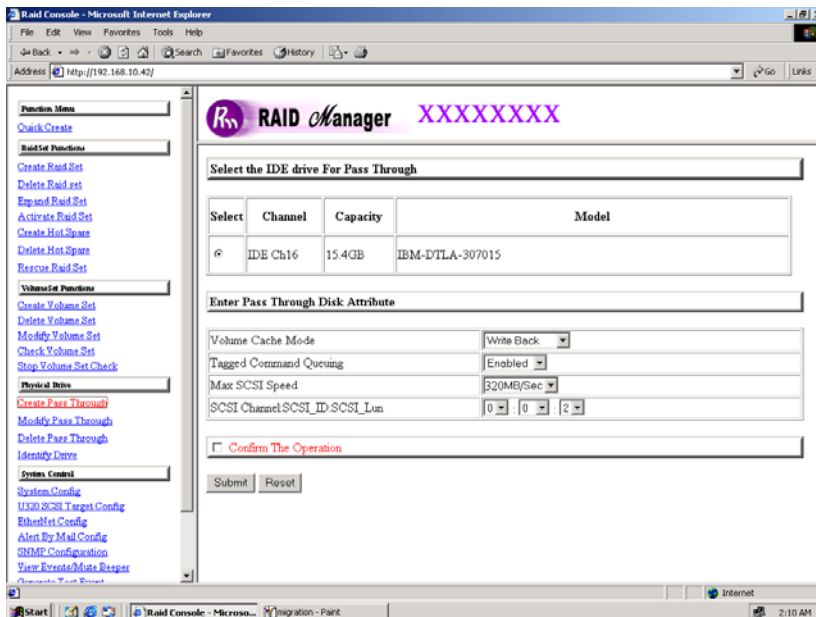 Raid Console - Microsoft Internet Explorer
File Edit View Favorites Tools Help
Back Search Favorites History
Address http://192.168.10.42/ Go Links
Function Menu
Quick Create
RaidSet Functions
Create Raid Set
Delete Raid set
Expand Raid Set
Activate Raid Set
Create Hot Spare
Delete Hot Spare
Rescue Raid Set
VolumeSet Functions
Create Volume Set
Delete Volume Set
Modify Volume Set
Check Volume Set
Stop Volume Set Check
Physical Drive
Create Pass Through
Modify Pass Through
Delete Pass Through
Identify Drive
System Control
System Config
U320 SCSI Target Config
EtherNet Config
Alert By Mail Config
SNMP Configuration
View Events/Mute Beeper
Generate Test Event
Rm RAID Manager XXXXXXXX
Select the IDE drive For Pass Through
Select Channel Capacity Model
IDE Ch16 15.4GB IBM-DTLA-307015
Enter Pass Through Disk Attribute
Volume Cache Mode Write Back
Tagged Command Queuing Enabled
Max SCSI Speed 320MB/Sec
SCSI Channel:SCSI_ID:SCSI_Lun 0 : 0 : 2
Confirm The Operation
Submit Reset
Internet
Start Raid Console - Microso... migration - Paint 2:10 AM